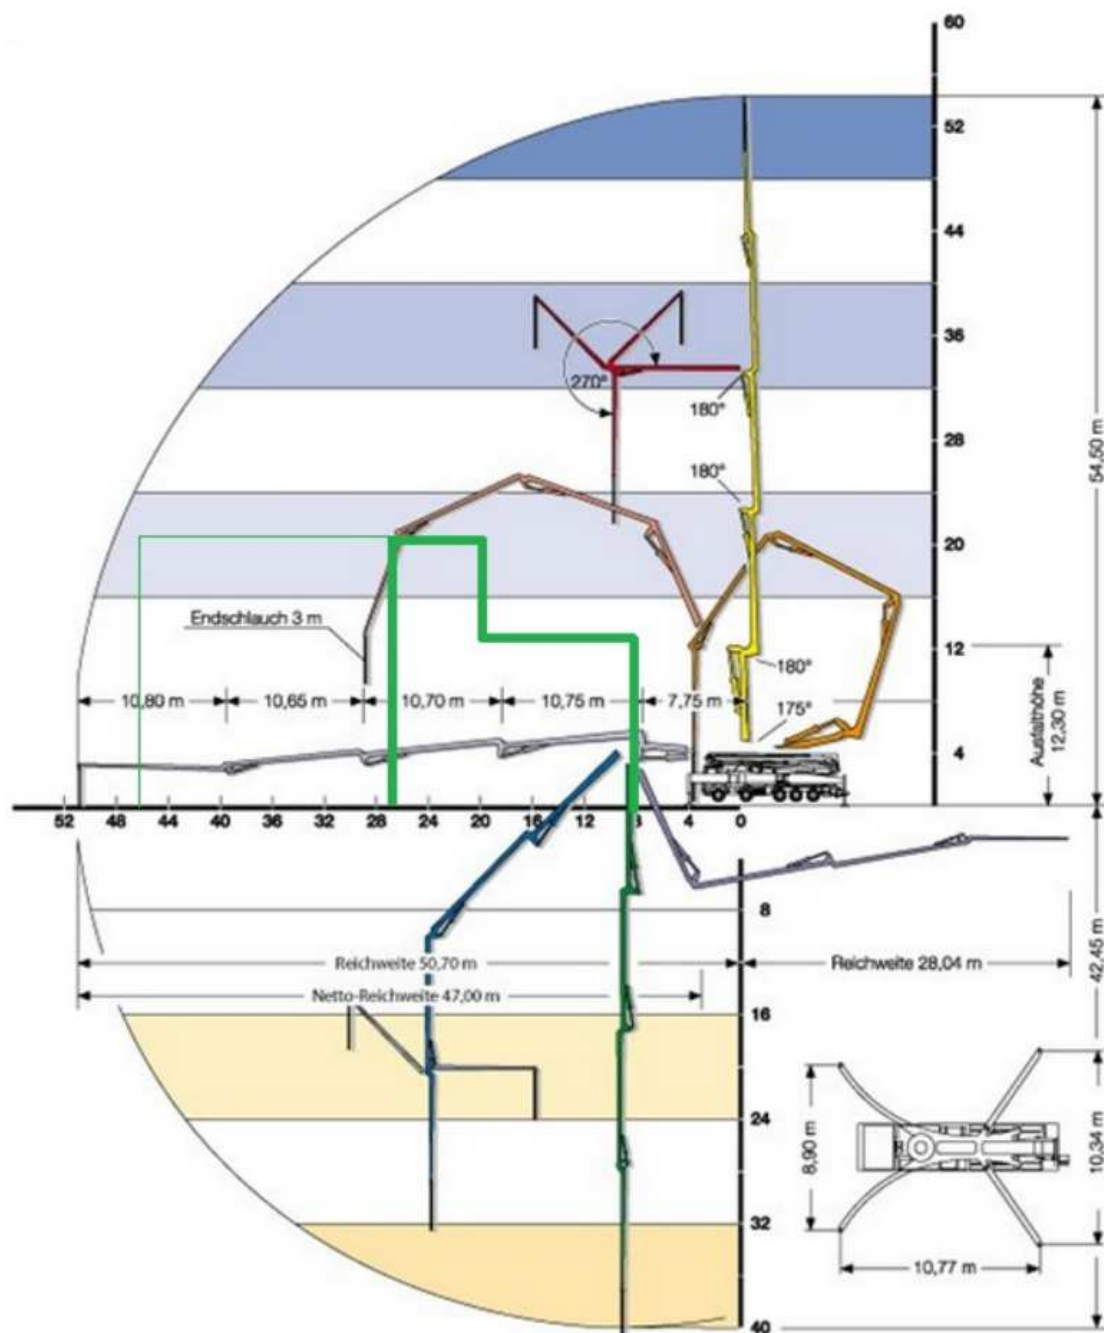 60
52
44
36
28
20
12
4
54,50 m
270°
180°
180°
180°
175°
Endschlauch 3 m
10,80 m
10,65 m
10,70 m
10,75 m
7,75 m
Ausfalthöhe
12,30 m
52 48 44 40 36 32 28 24 20 16 12 8 4 0
8
16
24
32
40
Reichweite 50,70 m
Reichweite 28,04 m
Netto-Reichweite 47,00 m
42,45 m
8,90 m
10,34 m
10,77 m